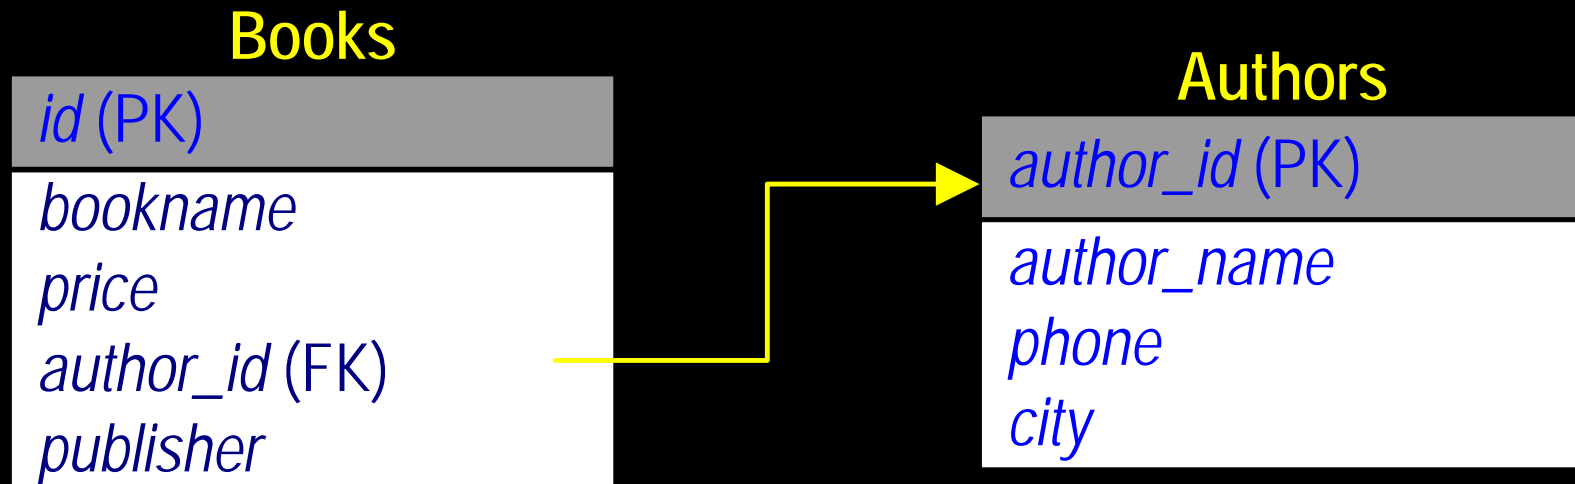 Books
id (PK)
bookname
price
author_id (FK)
publisher
Authors
author_id (PK)
author_name
phone
city